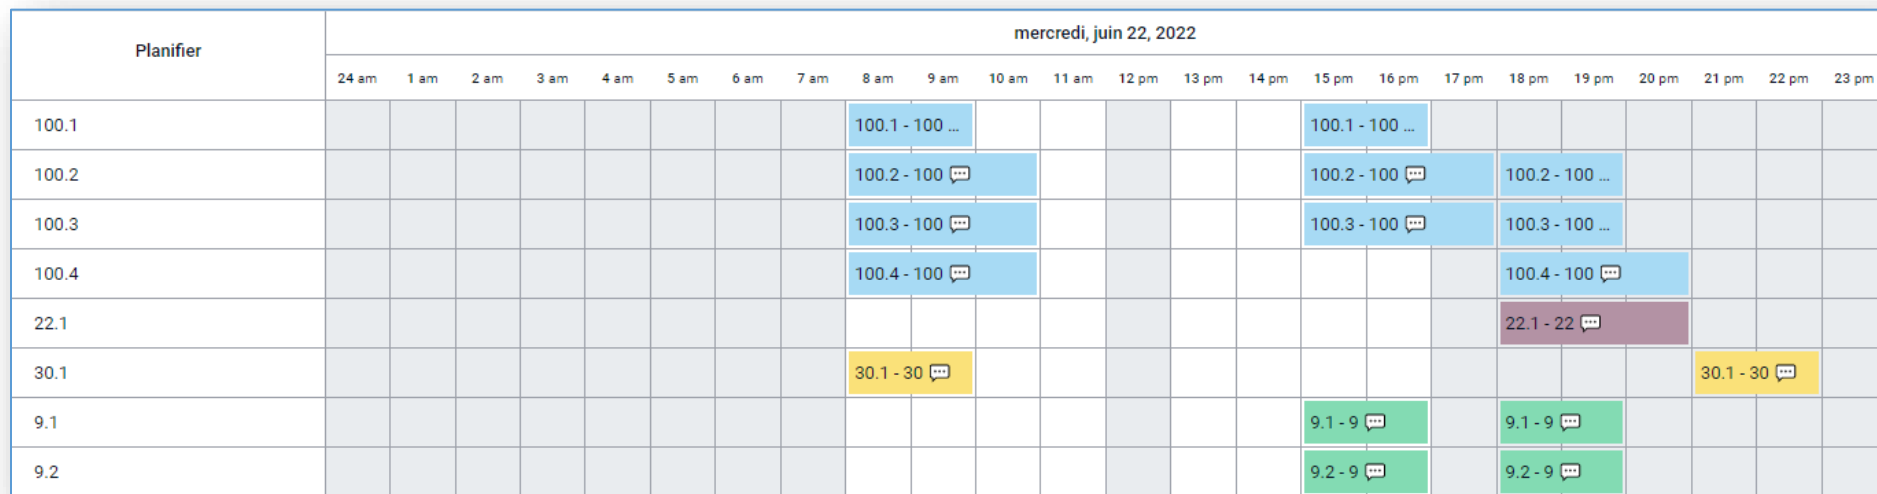 mercredi, juin 22, 2022
Planifier
24 am 1 am 2 am 3 am 4 am 5 am 6 am 7 am 8 am 9 am 10 am 11 am 12 pm 13 pm 14 pm 15 pm 16 pm 17 pm 18 pm 19 pm 20 pm 21 pm 22 pm 23 pm
100.1 100.1 - 100 ... 100.1 - 100 ...
100.2 100.2 - 100 100.2 - 100 100.2 - 100 ...
100.3 100.3 - 100 100.3 - 100 100.3 - 100 ...
100.4 100.4 - 100 100.4 - 100
22.1 22.1 - 22
30.1 30.1 - 30 30.1 - 30
9.1 9.1 - 9 9.1 - 9
9.2 9.2 - 9 9.2 - 9